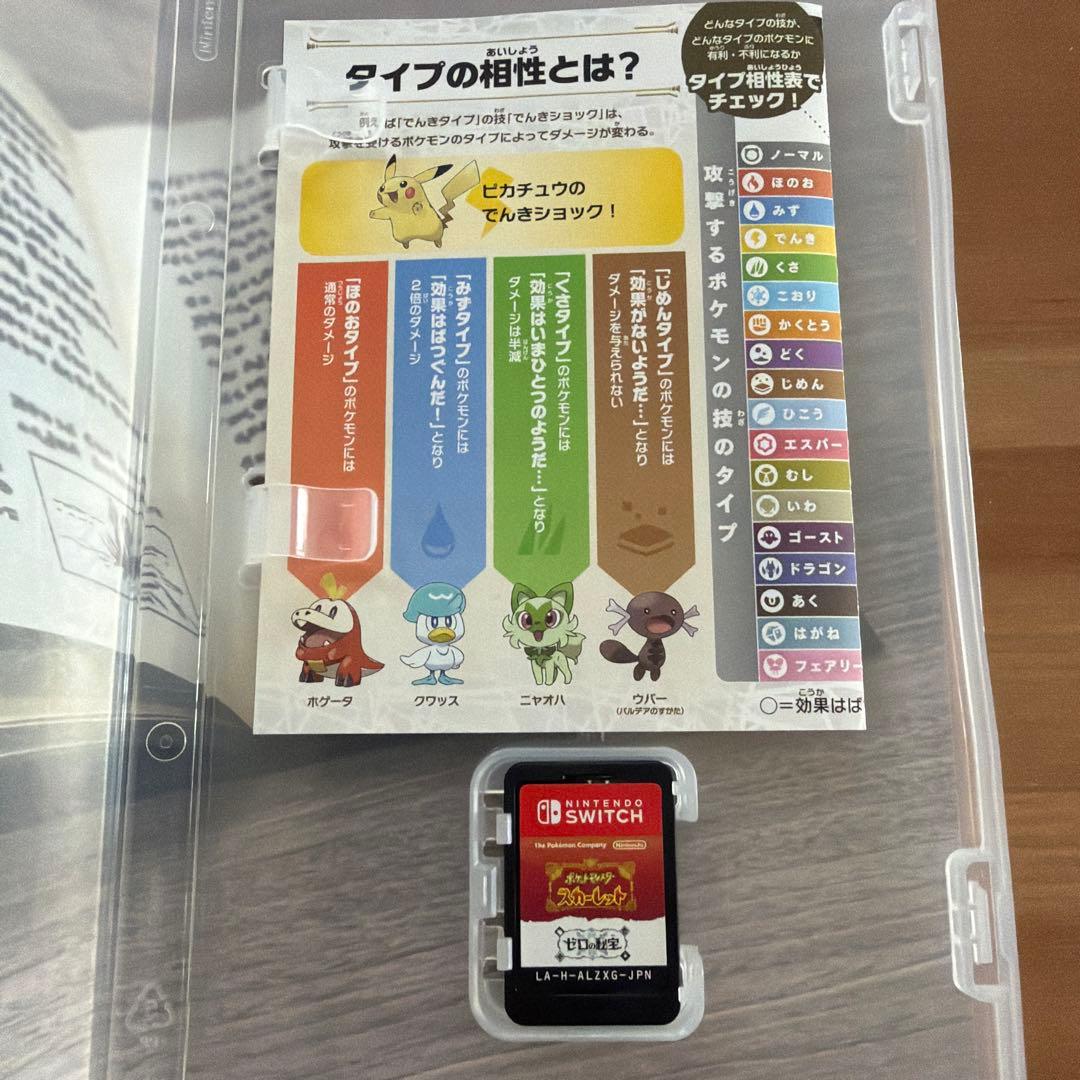 Ninten
タイプの相性とは?
あいしょう
例えば「でんきタイプ」の技「でんきショック」は、
攻撃を受けるポケモンのタイプによってダメージが変わる。
ピカチュウの
でんきショック!
「ほのおタイプ」のポケモンには
通常のダメージ
「みずタイプ」のポケモンには
「効果はばつぐんだ!」となり
2倍のダメージ
「くさタイプ」のポケモンには
「効果はいまひとつのようだ…」となり
ダメージは半減
「じめんタイプ」のポケモンには
「効果がないようだ…」となり
ダメージを与えられない
ホゲータ
クワッス
ニャオハ
ウパー
(パルデアのすがた)
どんなタイプの技が、
どんなタイプのポケモンに
有利・不利になるか
タイプ相性表で
チェック!
攻撃するポケモンの技のタイプ
ノーマル
ほのお
みず
でんき
くさ
こおり
かくとう
どく
じめん
ひこう
エスパー
むし
いわ
ゴースト
ドラゴン
あく
はがね
フェアリー
○=効果はば
NINTENDO
SWITCH
The Pokémon Company Nintendo
ポケットモンスター
スカーレット
ゼロの秘宝
LA-H-ALZXG-JPN